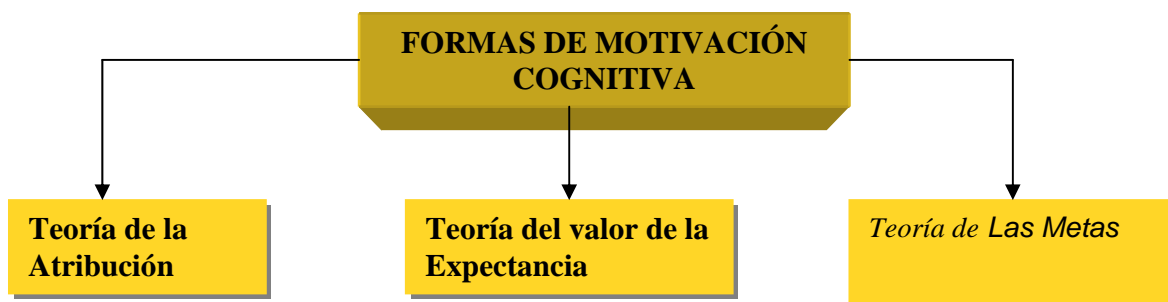 FORMAS DE MOTIVACIÓN
COGNITIVA
Teoría de la
Atribución
Teoría del valor de la
Expectancia
Teoría de Las Metas